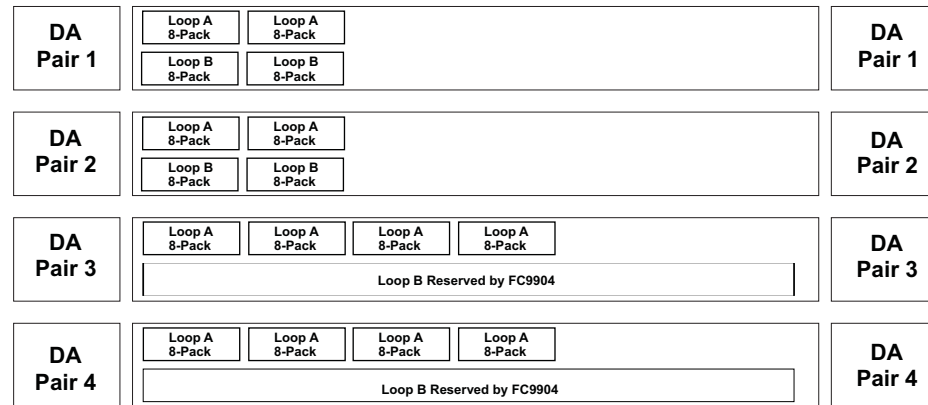 DA
Pair 1
Loop A
8-Pack
Loop A
8-Pack
Loop B
8-Pack
Loop B
8-Pack
DA
Pair 1
DA
Pair 2
Loop A
8-Pack
Loop A
8-Pack
Loop B
8-Pack
Loop B
8-Pack
DA
Pair 2
DA
Pair 3
Loop A
8-Pack
Loop A
8-Pack
Loop A
8-Pack
Loop A
8-Pack
Loop B Reserved by FC9904
DA
Pair 3
DA
Pair 4
Loop A
8-Pack
Loop A
8-Pack
Loop A
8-Pack
Loop A
8-Pack
Loop B Reserved by FC9904
DA
Pair 4